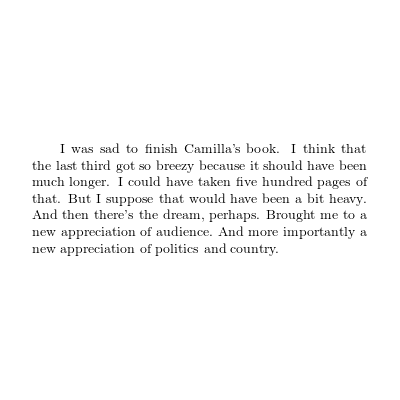 I was sad to finish Camilla's book. I think that
the last third got so breezy because it should have been
much longer. I could have taken five hundred pages of
that. But I suppose that would have been a bit heavy.
And then there's the dream, perhaps. Brought me to a
new appreciation of audience. And more importantly a
new appreciation of politics and country.